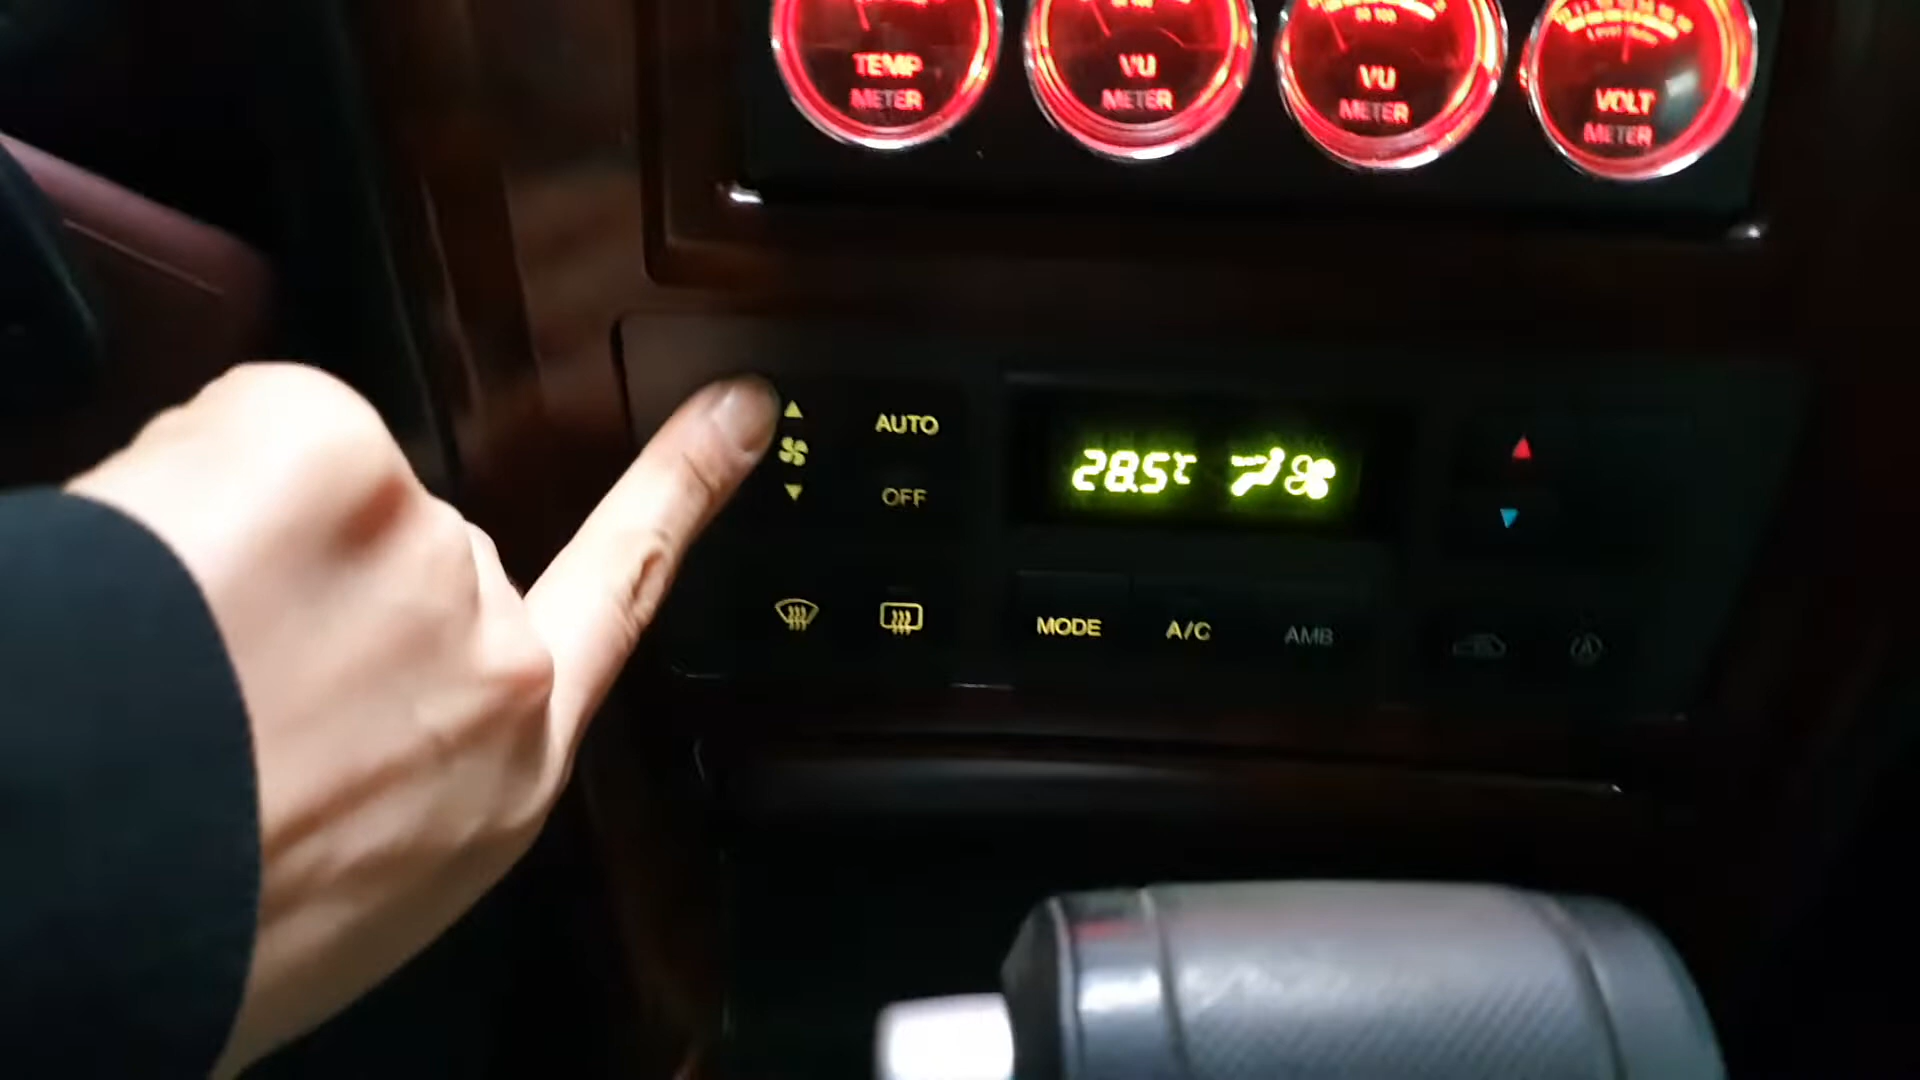 TEMP
METER
VU
METER
VU
METER
VOLT
METER
AUTO
OFF
28.5℃
MODE
A/C
AMB
A